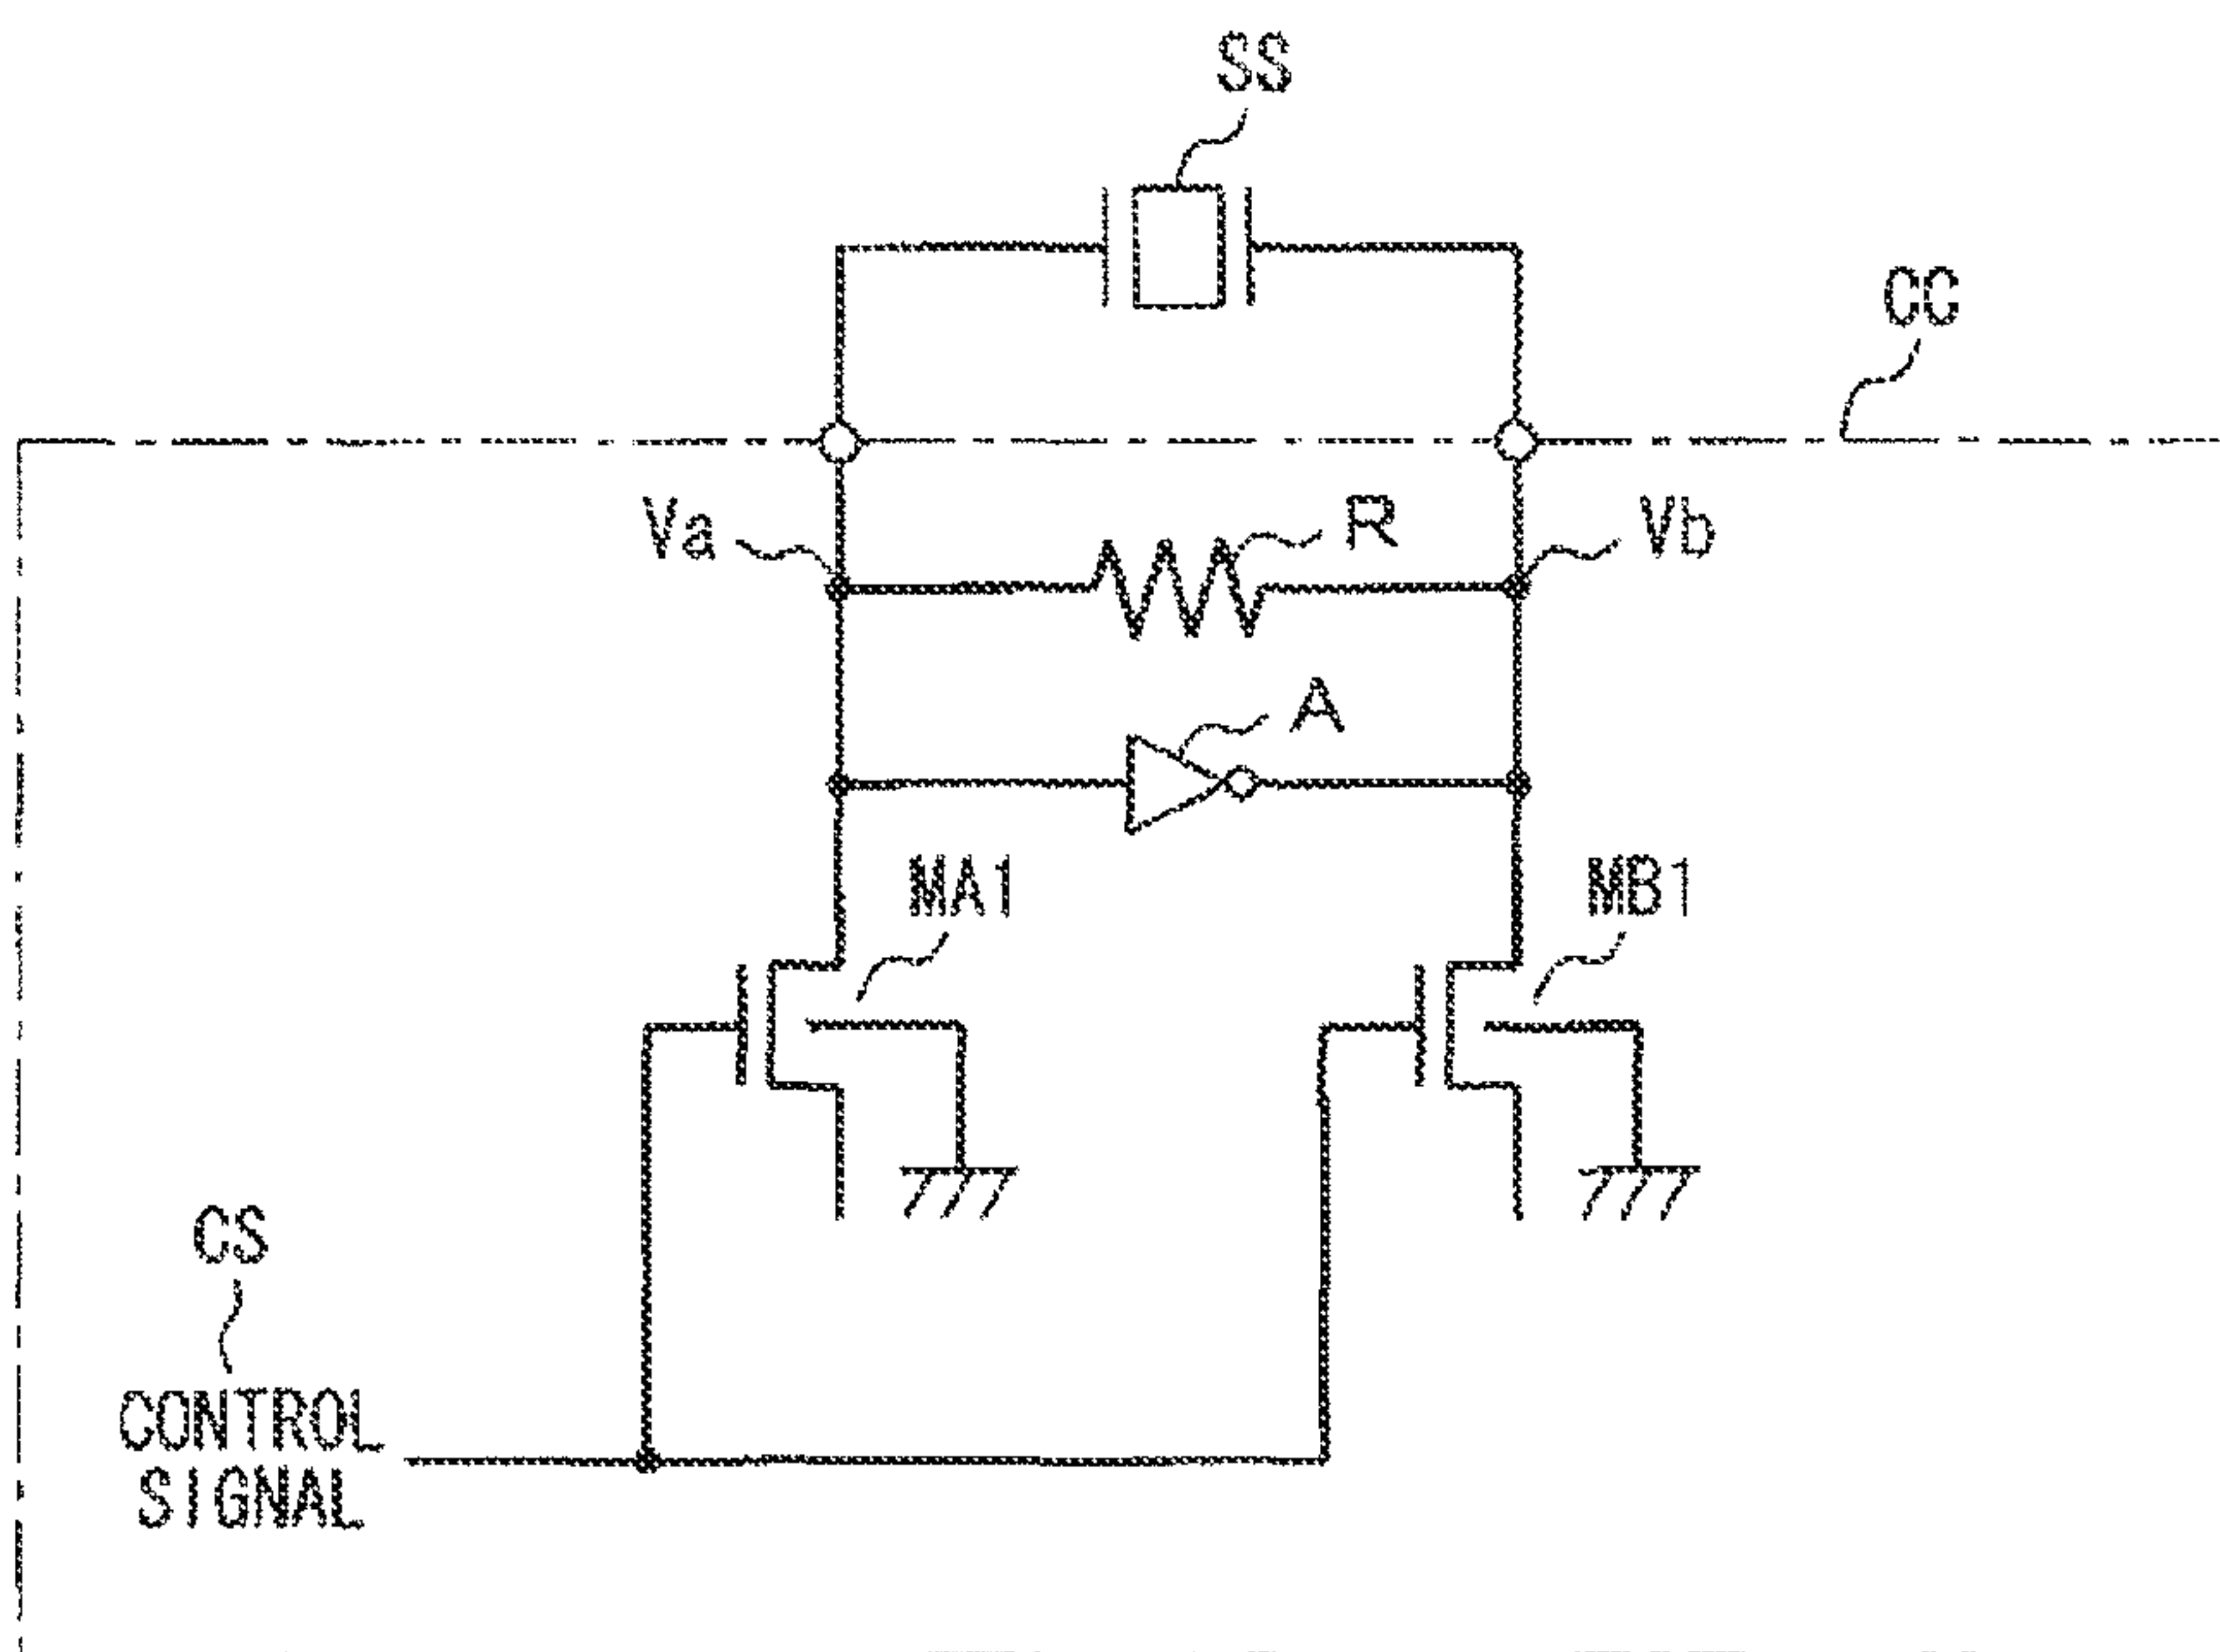 SS
CC
Va
R
Vb
A
MA1
MB1
CS
CONTROL
SIGNAL